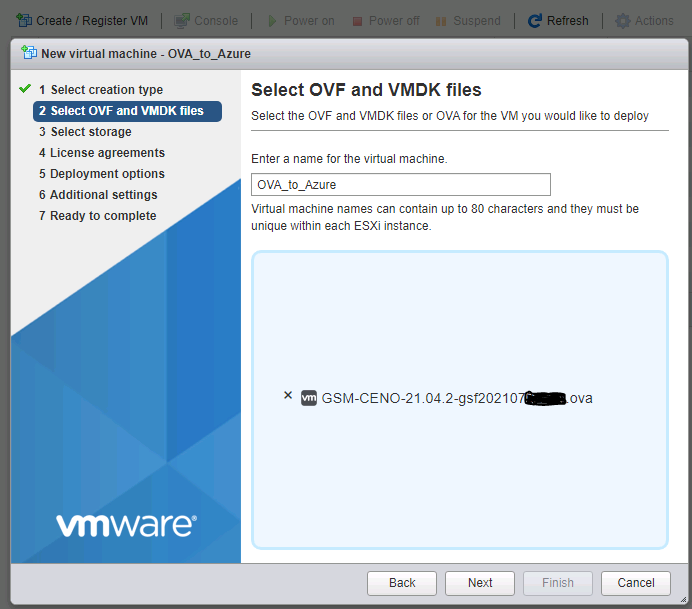 Create / Register VM Console Power on Power off Suspend Refresh Actions
New virtual machine - OVA_to_Azure
1 Select creation type
2 Select OVF and VMDK files
3 Select storage
4 License agreements
5 Deployment options
6 Additional settings
7 Ready to complete
vmware®
Select OVF and VMDK files
Select the OVF and VMDK files or OVA for the VM you would like to deploy
Enter a name for the virtual machine.
OVA_to_Azure
Virtual machine names can contain up to 80 characters and they must be
unique within each ESXi instance.
× vm GSM-CENO-21.04.2-gsf202107 .ova
Back Next Finish Cancel